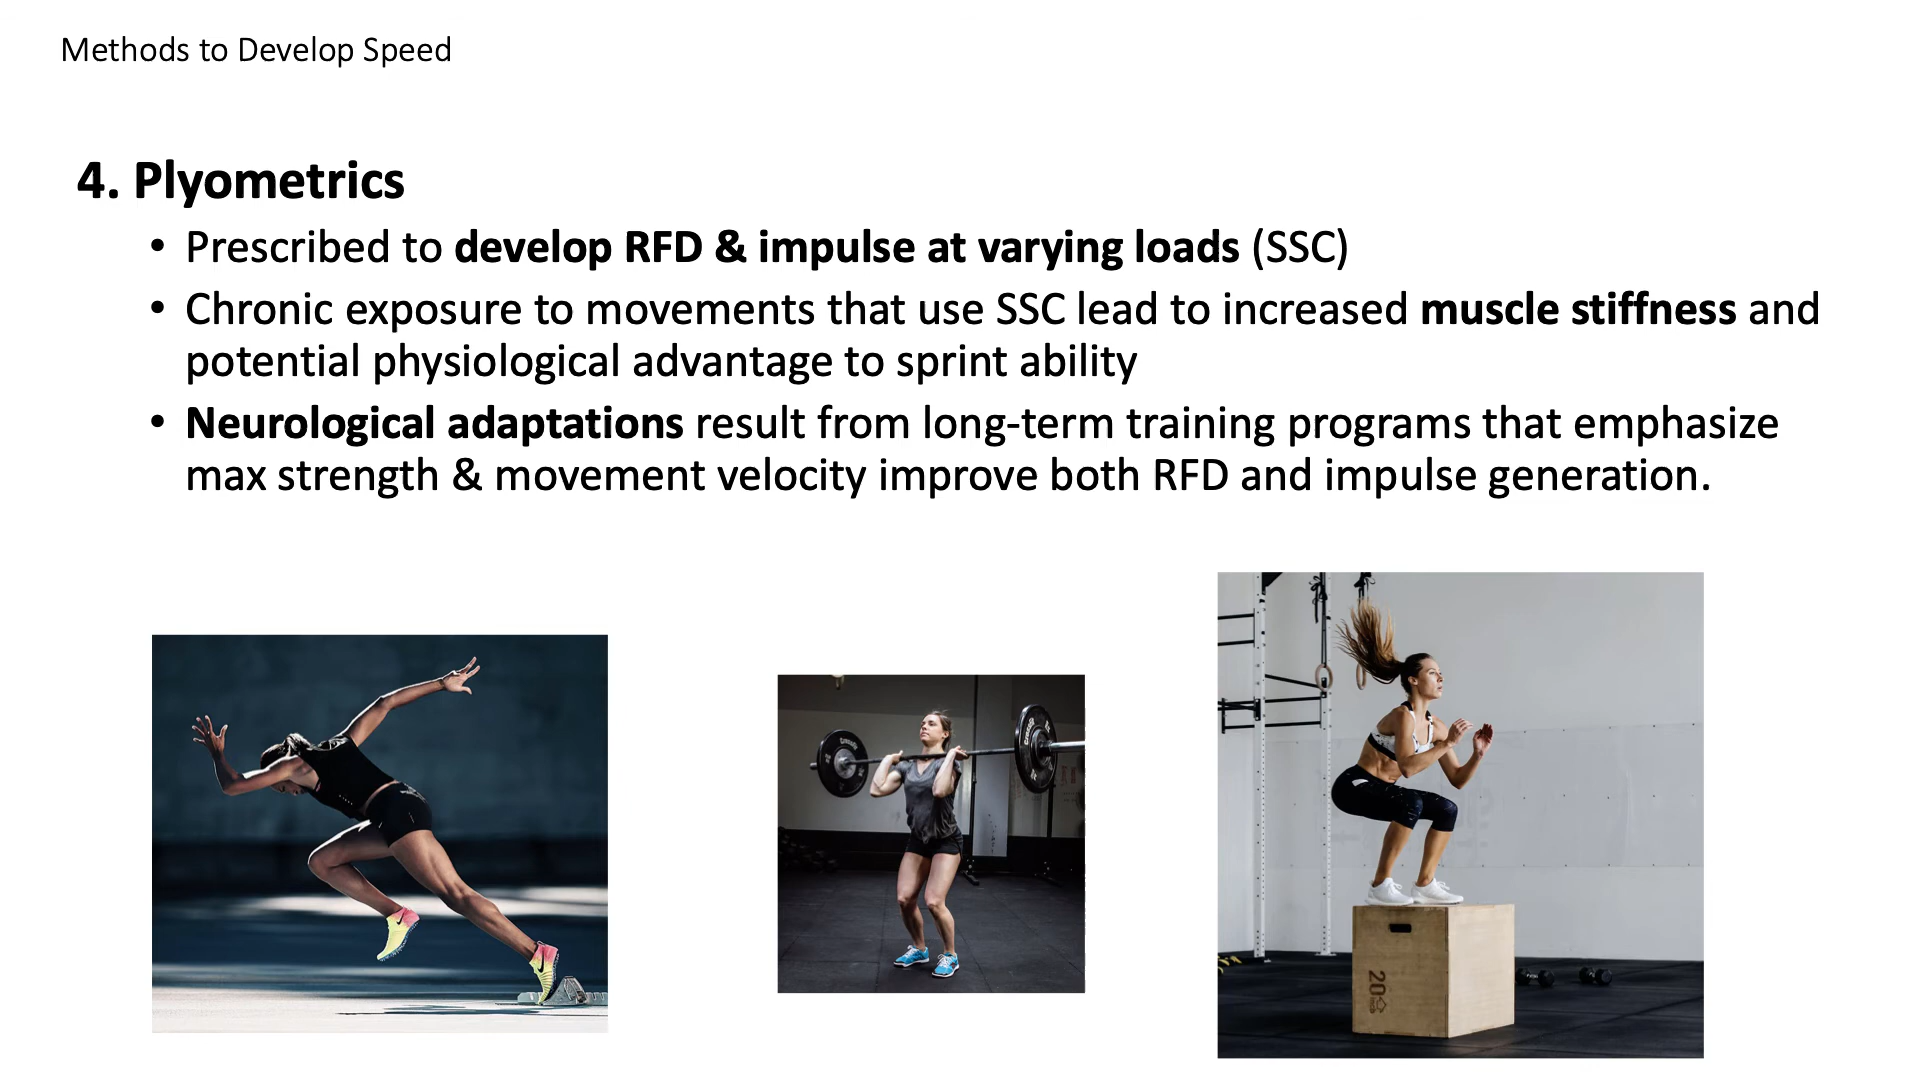 Methods to Develop Speed
4. Plyometrics
• Prescribed to develop RFD & impulse at varying loads (SSC)
• Chronic exposure to movements that use SSC lead to increased muscle stiffness and
potential physiological advantage to sprint ability
• Neurological adaptations result from long-term training programs that emphasize
max strength & movement velocity improve both RFD and impulse generation.
20